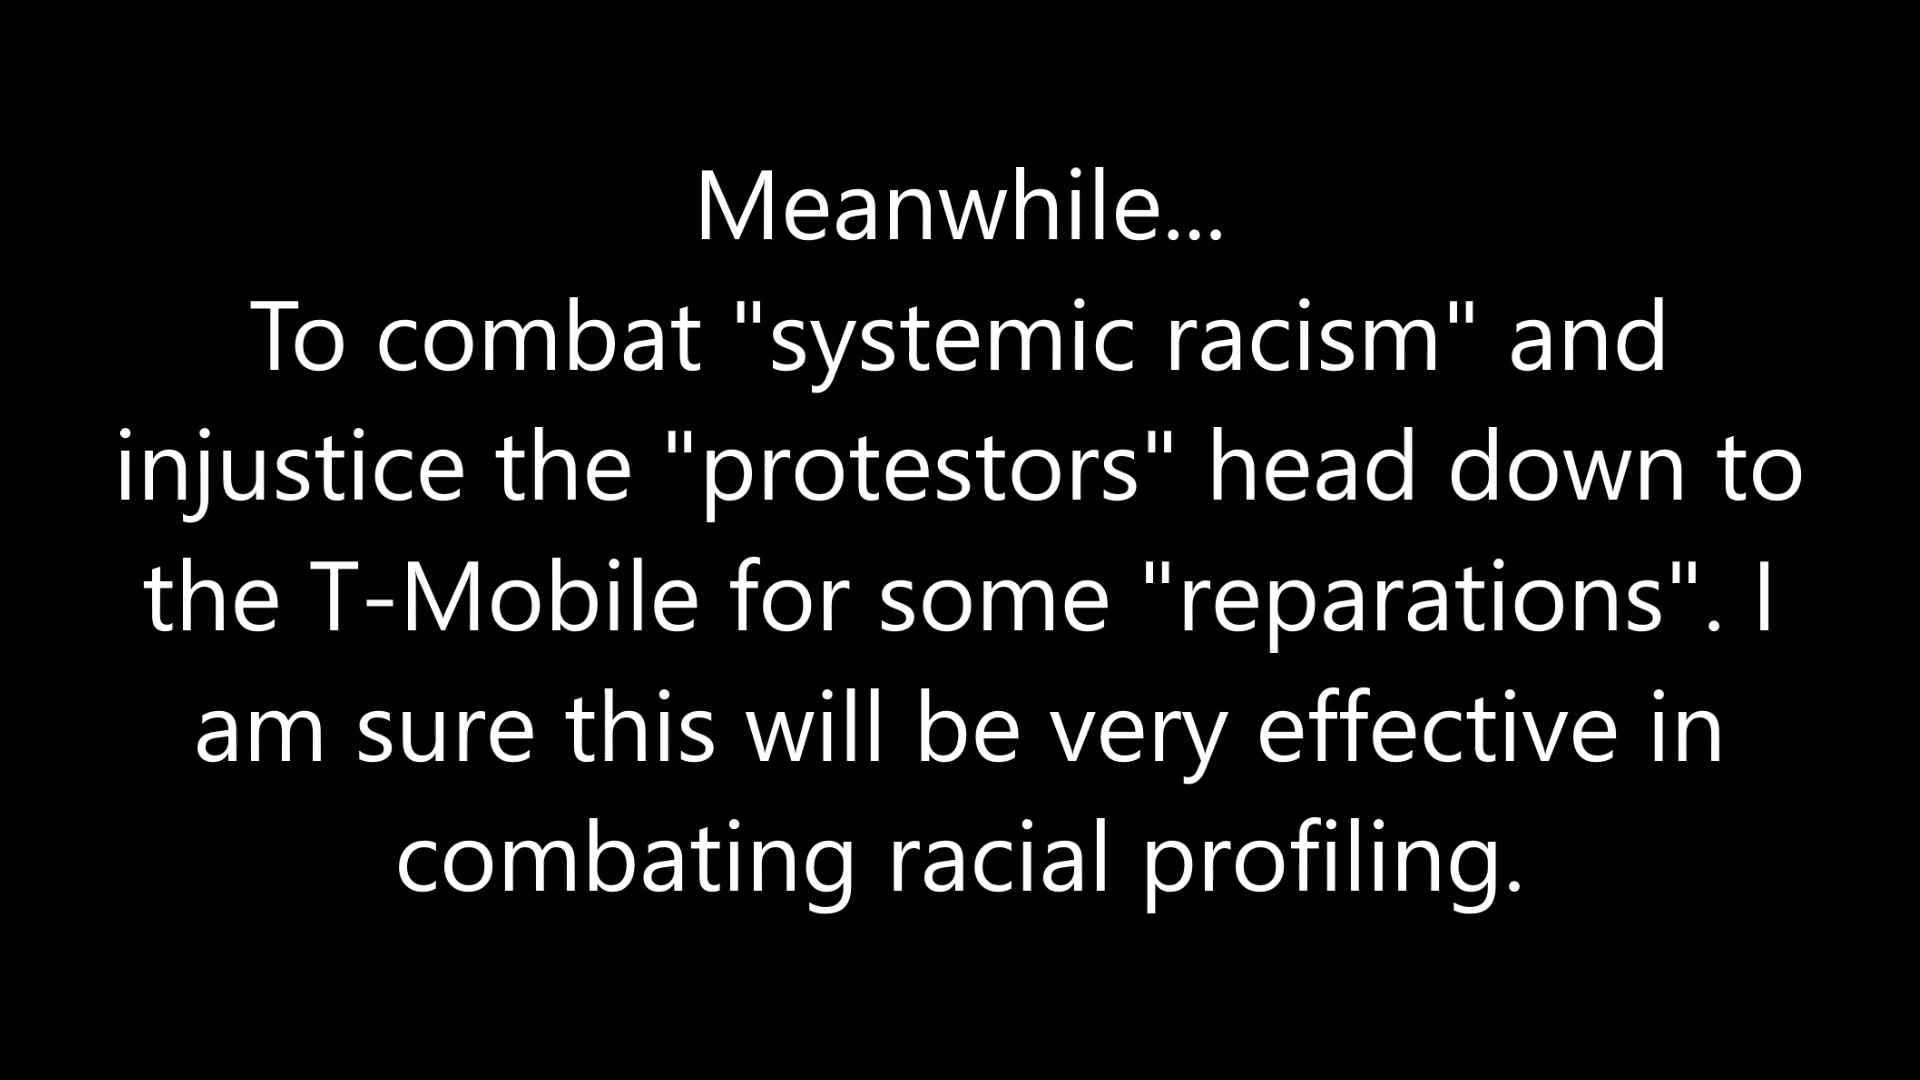 Meanwhile...
To combat "systemic racism" and
injustice the "protestors" head down to
the T-Mobile for some "reparations". I
am sure this will be very effective in
combating racial profiling.